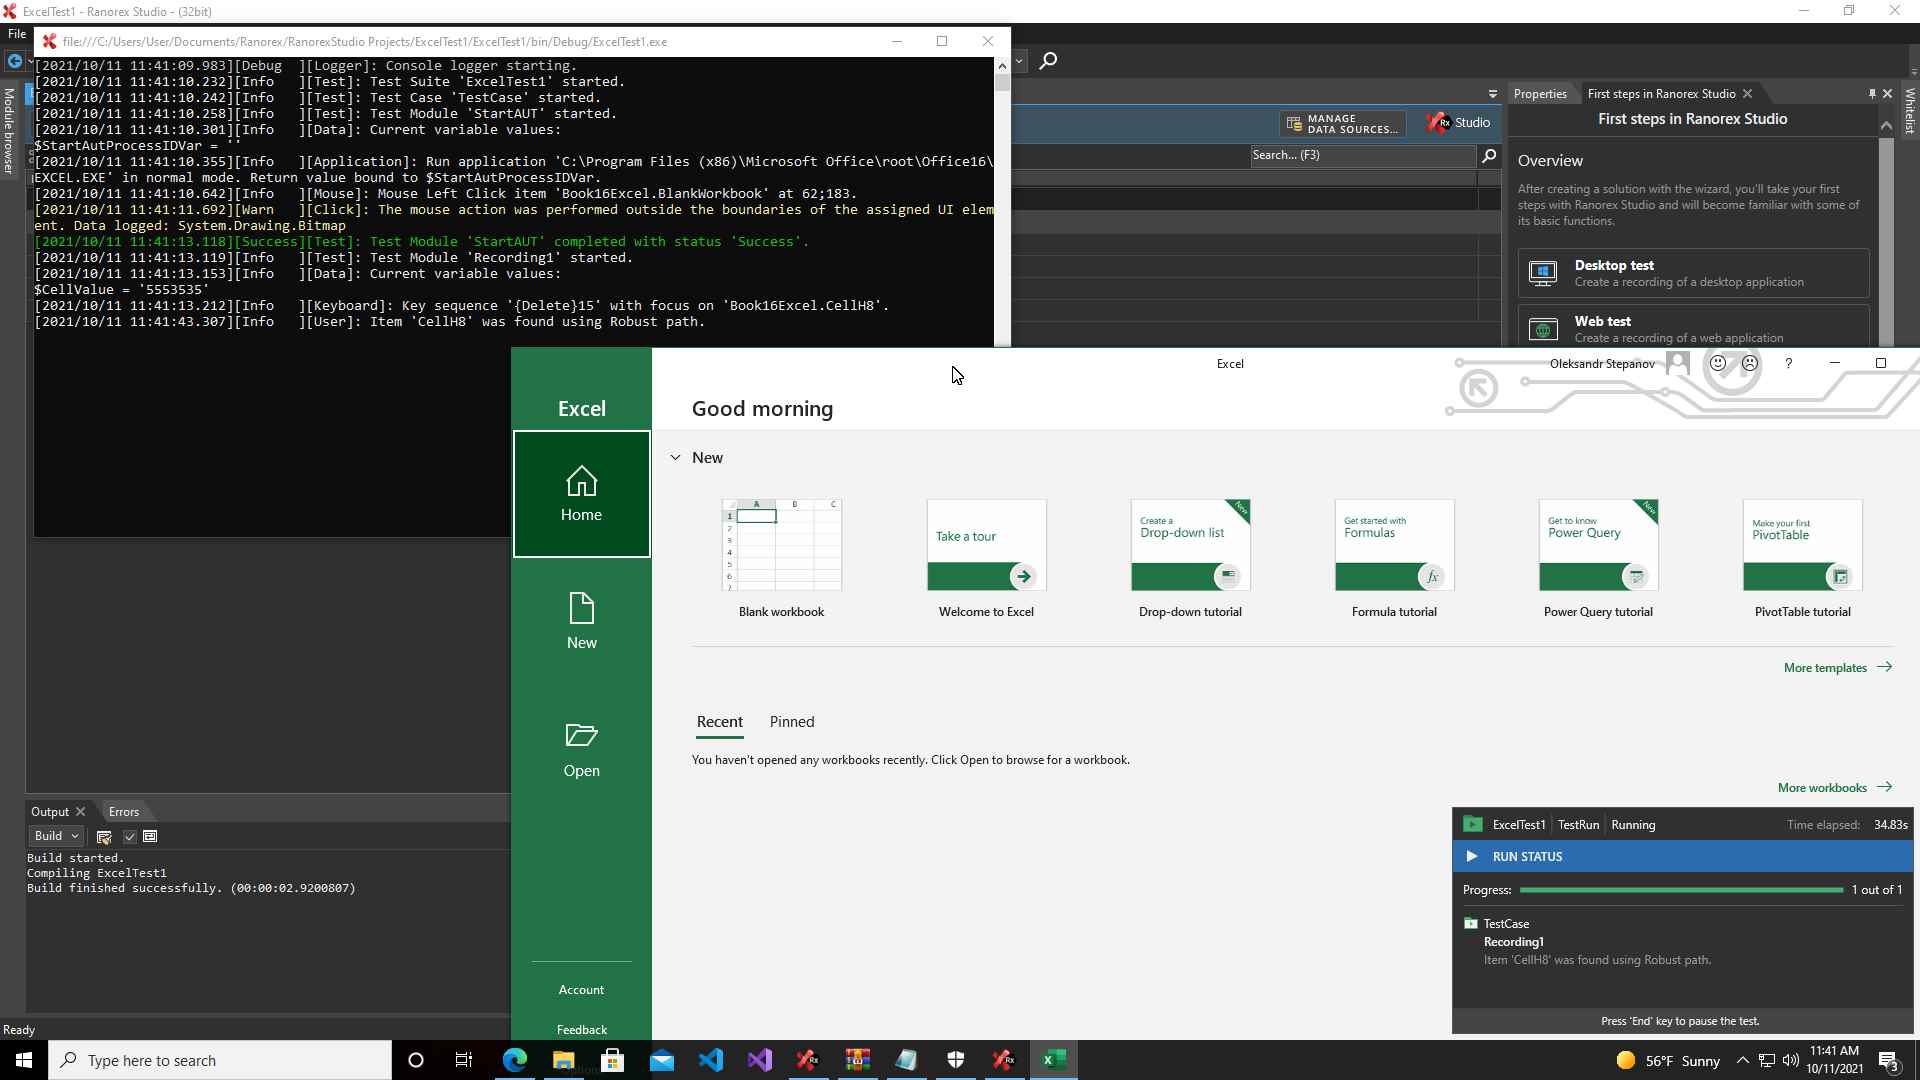 ExcelTest1 - Ranorex Studio - (32bit)
File
file:///C:/Users/User/Documents/Ranorex/RanorexStudio Projects/ExcelTest1/ExcelTest1/bin/Debug/ExcelTest1.exe
[2021/10/11 11:41:09.983][Debug  ][Logger]: Console logger starting.
[2021/10/11 11:41:10.232][Info   ][Test]: Test Suite 'ExcelTest1' started.
[2021/10/11 11:41:10.242][Info   ][Test]: Test Case 'TestCase' started.
[2021/10/11 11:41:10.258][Info   ][Test]: Test Module 'StartAUT' started.
[2021/10/11 11:41:10.301][Info   ][Data]: Current variable values:
$StartAutProcessIDVar = ''
[2021/10/11 11:41:10.355][Info   ][Application]: Run application 'C:\Program Files (x86)\Microsoft Office\root\Office16\
EXCEL.EXE' in normal mode. Return value bound to $StartAutProcessIDVar.
[2021/10/11 11:41:10.642][Info   ][Mouse]: Mouse Left Click item 'Book16Excel.BlankWorkbook' at 62;183.
[2021/10/11 11:41:11.692][Warn   ][Click]: The mouse action was performed outside the boundaries of the assigned UI elem
ent. Data logged: System.Drawing.Bitmap
[2021/10/11 11:41:13.118][Success][Test]: Test Module 'StartAUT' completed with status 'Success'.
[2021/10/11 11:41:13.119][Info   ][Test]: Test Module 'Recording1' started.
[2021/10/11 11:41:13.153][Info   ][Data]: Current variable values:
$CellValue = '5553535'
[2021/10/11 11:41:13.212][Info   ][Keyboard]: Key sequence '{Delete}15' with focus on 'Book16Excel.CellH8'.
[2021/10/11 11:41:43.307][Info   ][User]: Item 'CellH8' was found using Robust path.
Module browser
MANAGE
DATA SOURCES...
Rx Studio
Search... (F3)
Properties
First steps in Ranorex Studio
Whitelist
First steps in Ranorex Studio
Overview
After creating a solution with the wizard, you'll take your first
steps with Ranorex Studio and will become familiar with some of
its basic functions.
Desktop test
Create a recording of a desktop application
Web test
Create a recording of a web application
Excel
Oleksandr Stepanov
?
Excel
Good morning
Home
New
Open
Account
Feedback
New
A B C
1
2
3
4
5
6
7
Blank workbook
Take a tour
Welcome to Excel
Create a
Drop-down list
New
Drop-down tutorial
Get started with
Formulas
fx
Formula tutorial
Get to know
Power Query
New
Power Query tutorial
Make your first
PivotTable
PivotTable tutorial
More templates
Recent
Pinned
You haven't opened any workbooks recently. Click Open to browse for a workbook.
More workbooks
Output
Errors
Build
Build started.
Compiling ExcelTest1
Build finished successfully. (00:00:02.9200807)
Ready
ExcelTest1
TestRun
Running
Time elapsed: 34.83s
RUN STATUS
Progress:
1 out of 1
TestCase
Recording1
Item 'CellH8' was found using Robust path.
Press 'End' key to pause the test.
Type here to search
56°F Sunny
11:41 AM
10/11/2021
3